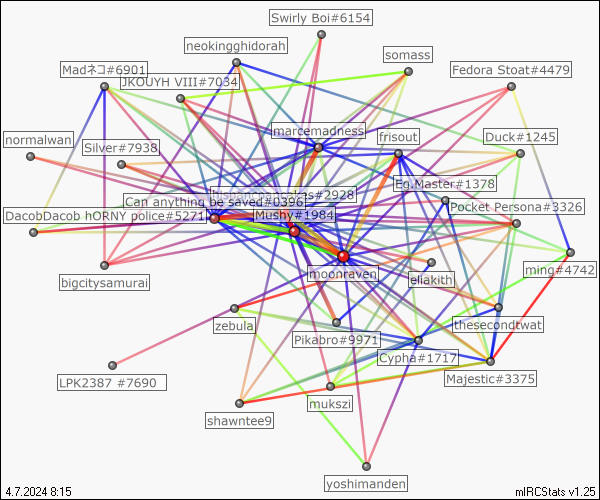 Swirly Boi#6154
neokingghidorah
somass
Madネコ#6901
JKOUYH VIII#7034
Fedora Stoat#4479
marcemadness
frisout
Duck#1245
normalwan
Silver#7938
Eg.Master#1378
Can anything be saved#0396
#2928
DacobDacob hORNY police#5271
Mushy#1984
Pocket Persona#3326
moonraven
eliakith
ming#4742
bigcitysamurai
zebula
thesecondtwat
Pikabro#9971
Cypha#1717
LPK2387 #7690
Majestic#3375
mukszi
shawntee9
yoshimanden
4.7.2024 8:15
mIRCStats v1.25